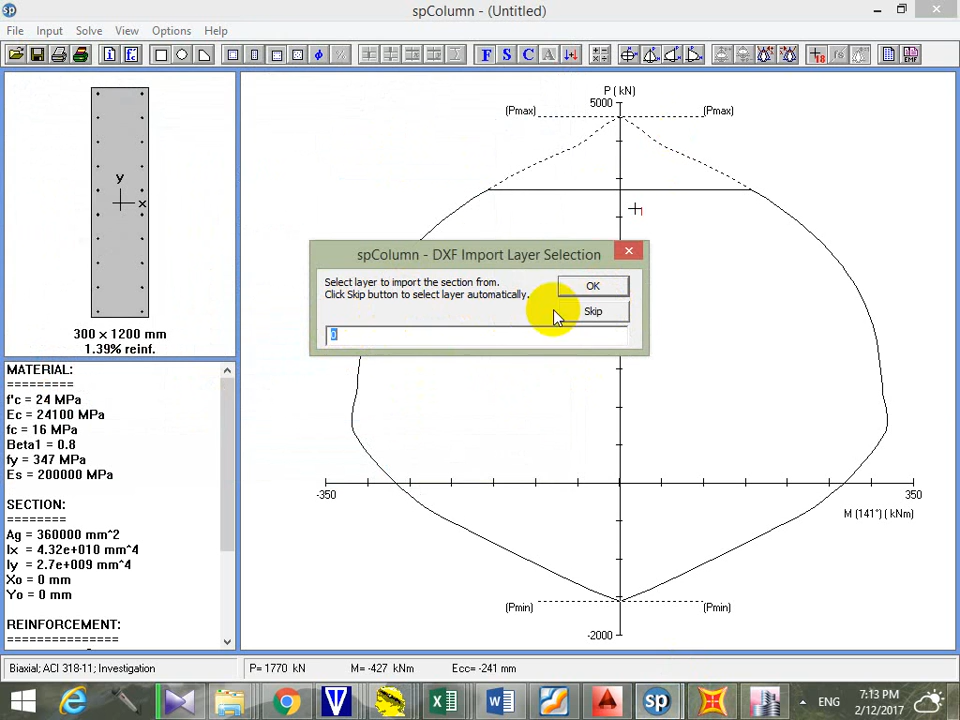 sp
spColumn - (Untitled)
File Input Solve View Options Help
F S C A
18
EMF
y
x
300 x 1200 mm
1.39% reinf.
MATERIAL:
=========
f'c = 24 MPa
Ec = 24100 MPa
fc = 16 MPa
Beta1 = 0.8
fy = 347 MPa
Es = 200000 MPa
SECTION:
========
Ag = 360000 mm^2
Ix = 4.32e+010 mm^4
Iy = 2.7e+009 mm^4
Xo = 0 mm
Yo = 0 mm
REINFORCEMENT:
===============
P ( kN)
5000
(Pmax)
(Pmax)
1
spColumn - DXF Import Layer Selection
Select layer to import the section from.
Click Skip button to select layer automatically.
OK
Skip
0
-350
350
M (141°) ( kNm)
(Pmin)
(Pmin)
-2000
Biaxial; ACI 318-11; Investigation
P= 1770 kN
M= -427 kNm
Ecc= -241 mm
ENG
7:13 PM
2/12/2017